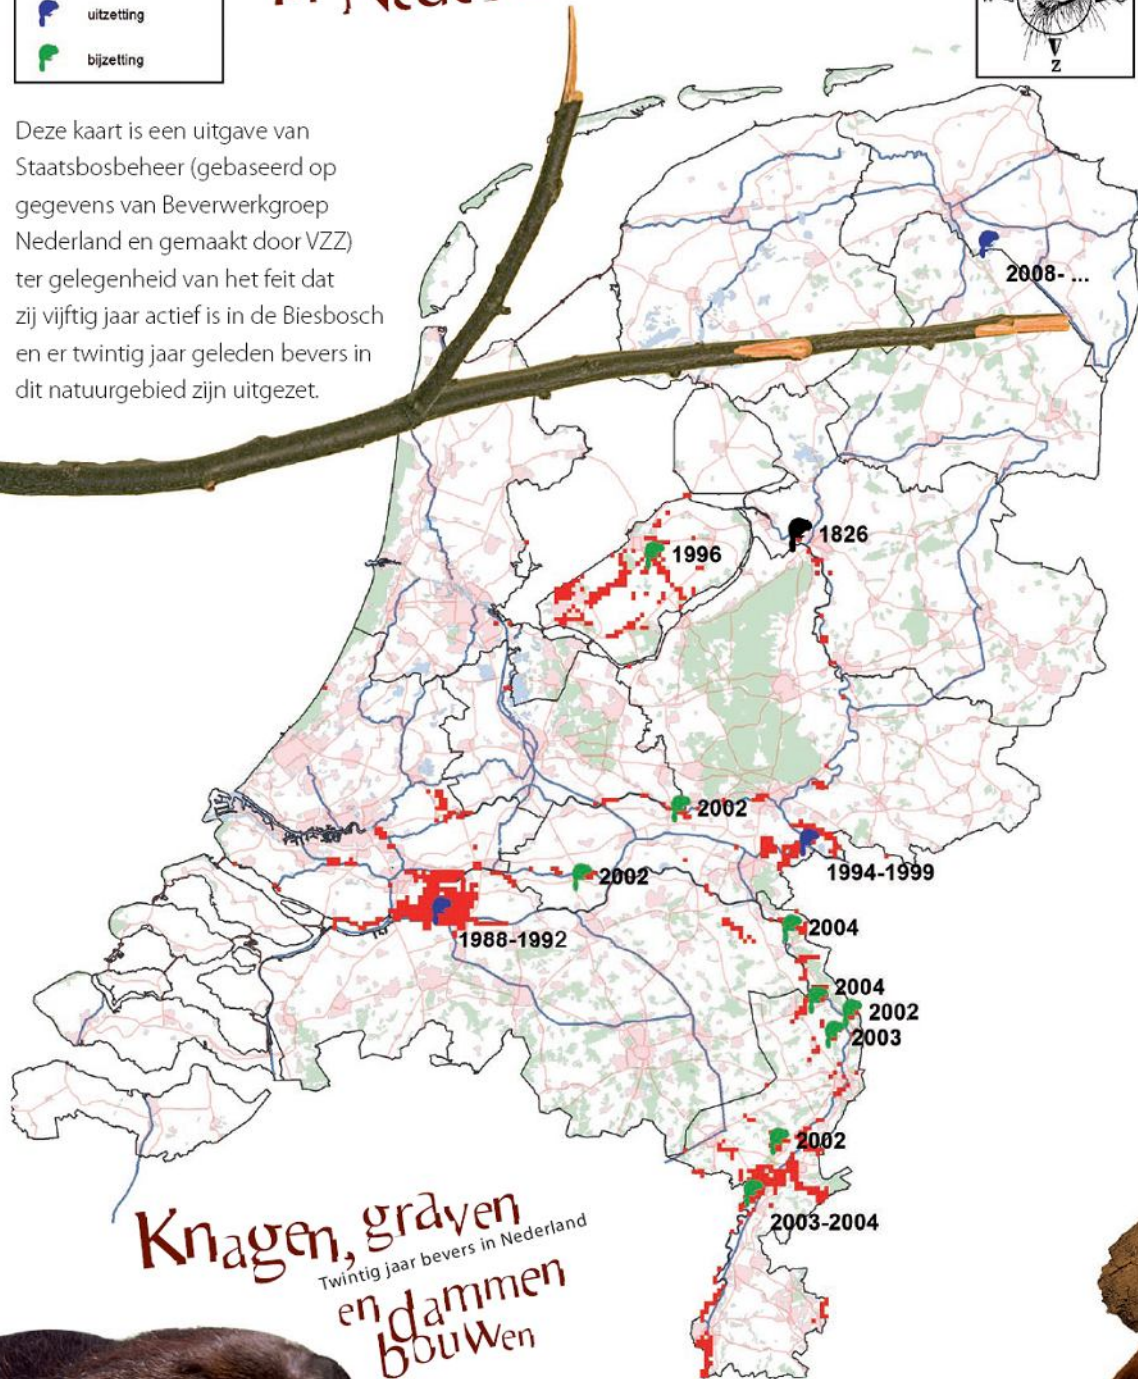 uitzetting
bijzetting
Z
Deze kaart is een uitgave van
Staatsbosbeheer (gebaseerd op
gegevens van Beverwerkgroep
Nederland en gemaakt door VZZ)
ter gelegenheid van het feit dat
zij vijftig jaar actief is in de Biesbosch
en er twintig jaar geleden bevers in
dit natuurgebied zijn uitgezet.
2008- ...
1826
1996
2002
1994-1999
2002
2004
1988-1992
2004
2002
2003
2002
2003-2004
Knagen, graven
Twintig jaar bevers in Nederland
en dammen
bouwen